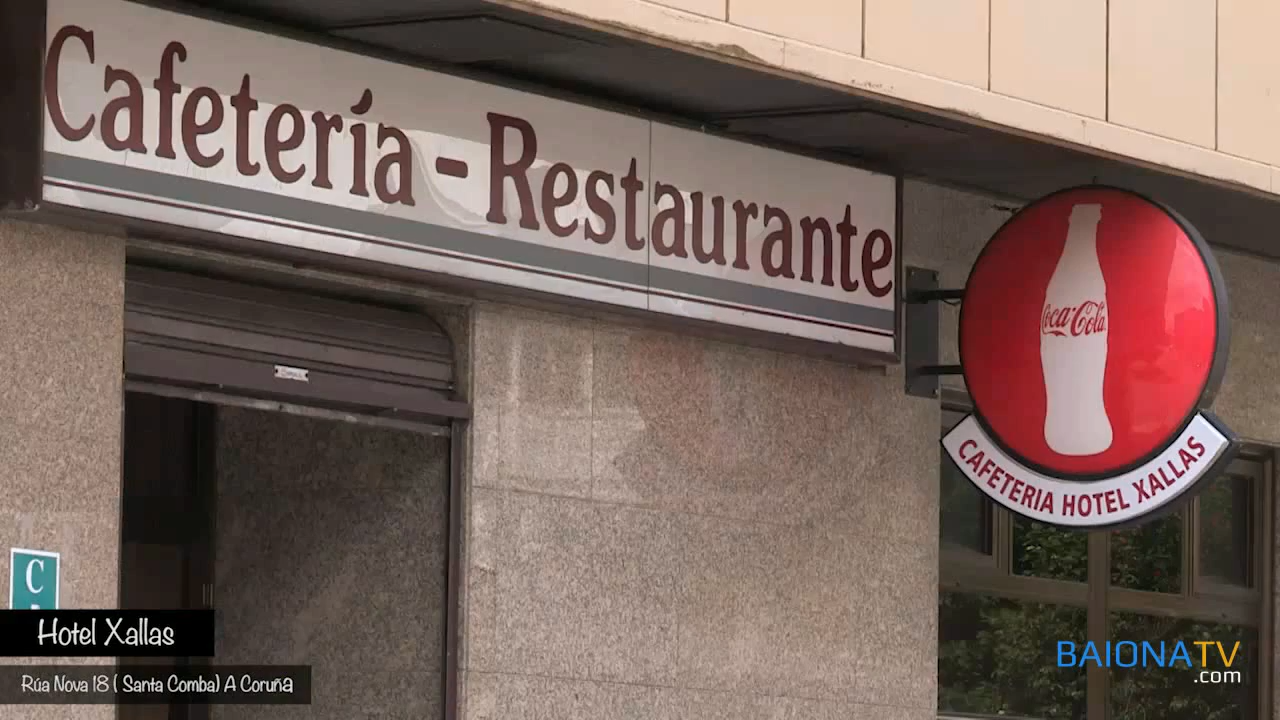 Cafetería - Restaurante
Coca-Cola
CAFETERIA HOTEL XALLAS
C
Hotel Xallas
Rúa Nova 18 ( Santa Comba) A Coruña
BAIONATV
.com